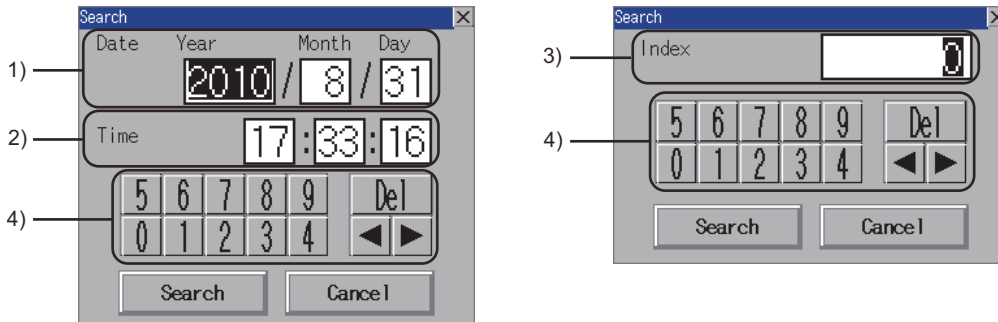 Search
Date Year Month Day
1)
2010 / 8 / 31
2)
Time 17 : 33 : 16
4)
5 6 7 8 9 Del
0 1 2 3 4 ◀ ▶
Search Cancel
Search
3)
Index 0
4)
5 6 7 8 9 Del
0 1 2 3 4 ◀ ▶
Search Cancel